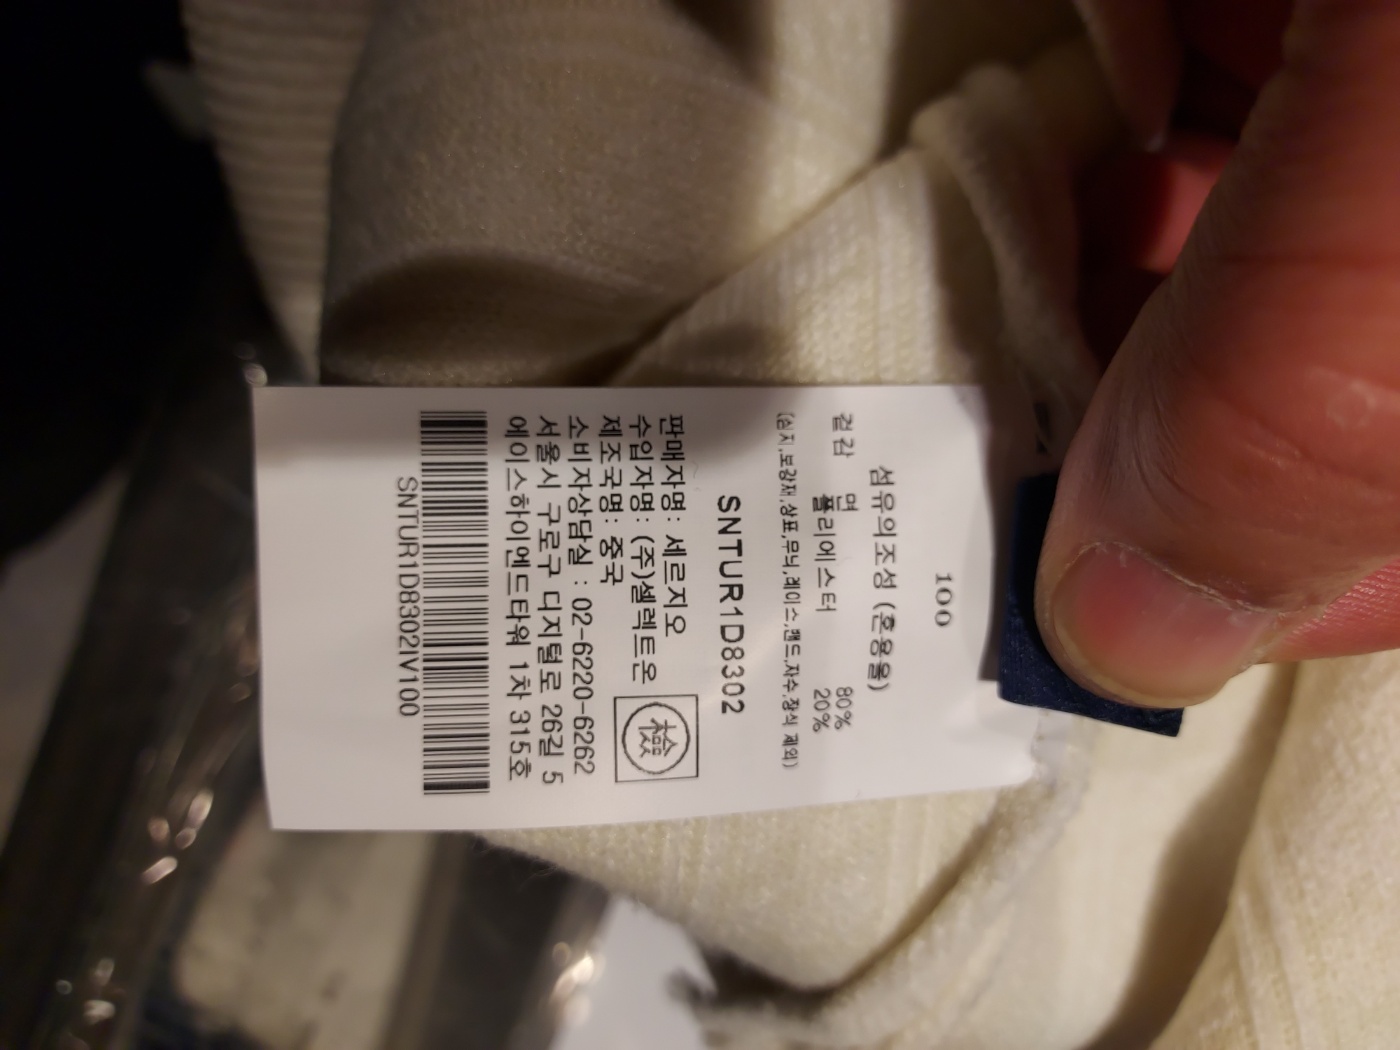 100
섬유의조성 (혼용율)
겉감 면 80%
폴리에스터 20%
(심지,보강재,상표,무늬,레이스,밴드,자수,장식 제외)
SNTUR1D8302
판매자명: 세르지오
수입자명: (주)셀렉트온
제조국명: 중국
檢
소비자상담실 : 02-6220-6262
서울시 구로구 디지털로 26길 5
에이스하이엔드타워 1차 315호
SNTUR1D8302IV100